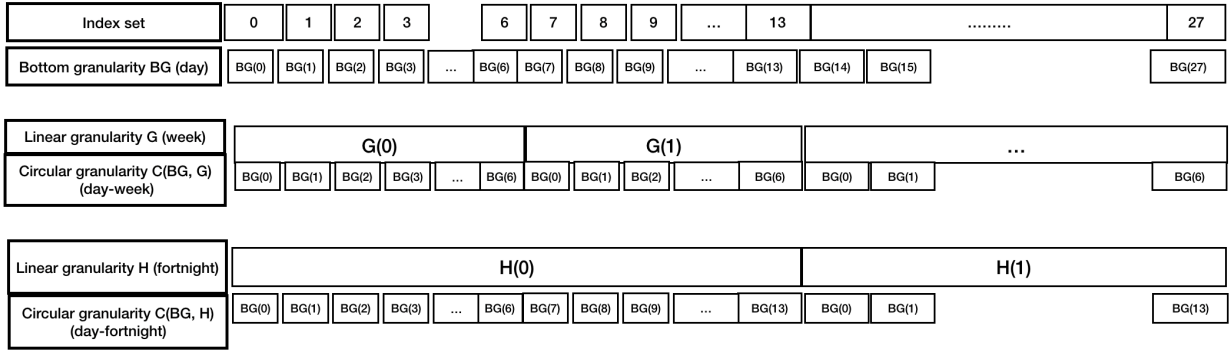 Index set 0 1 2 3 6 7 8 9 ... 13 ......... 27
Bottom granularity BG (day) BG(0) BG(1) BG(2) BG(3) ... BG(6) BG(7) BG(8) BG(9) ... BG(13) BG(14) BG(15) BG(27)
Linear granularity G (week) G(0) G(1) ...
Circular granularity C(BG, G)
(day-week)
BG(0) BG(1) BG(2) BG(3) ... BG(6) BG(0) BG(1) BG(2) ... BG(6) BG(0) BG(1) BG(6)
Linear granularity H (fortnight) H(0) H(1)
Circular granularity C(BG, H)
(day-fortnight)
BG(0) BG(1) BG(2) BG(3) ... BG(6) BG(7) BG(8) BG(9) ... BG(13) BG(0) BG(1) BG(13)